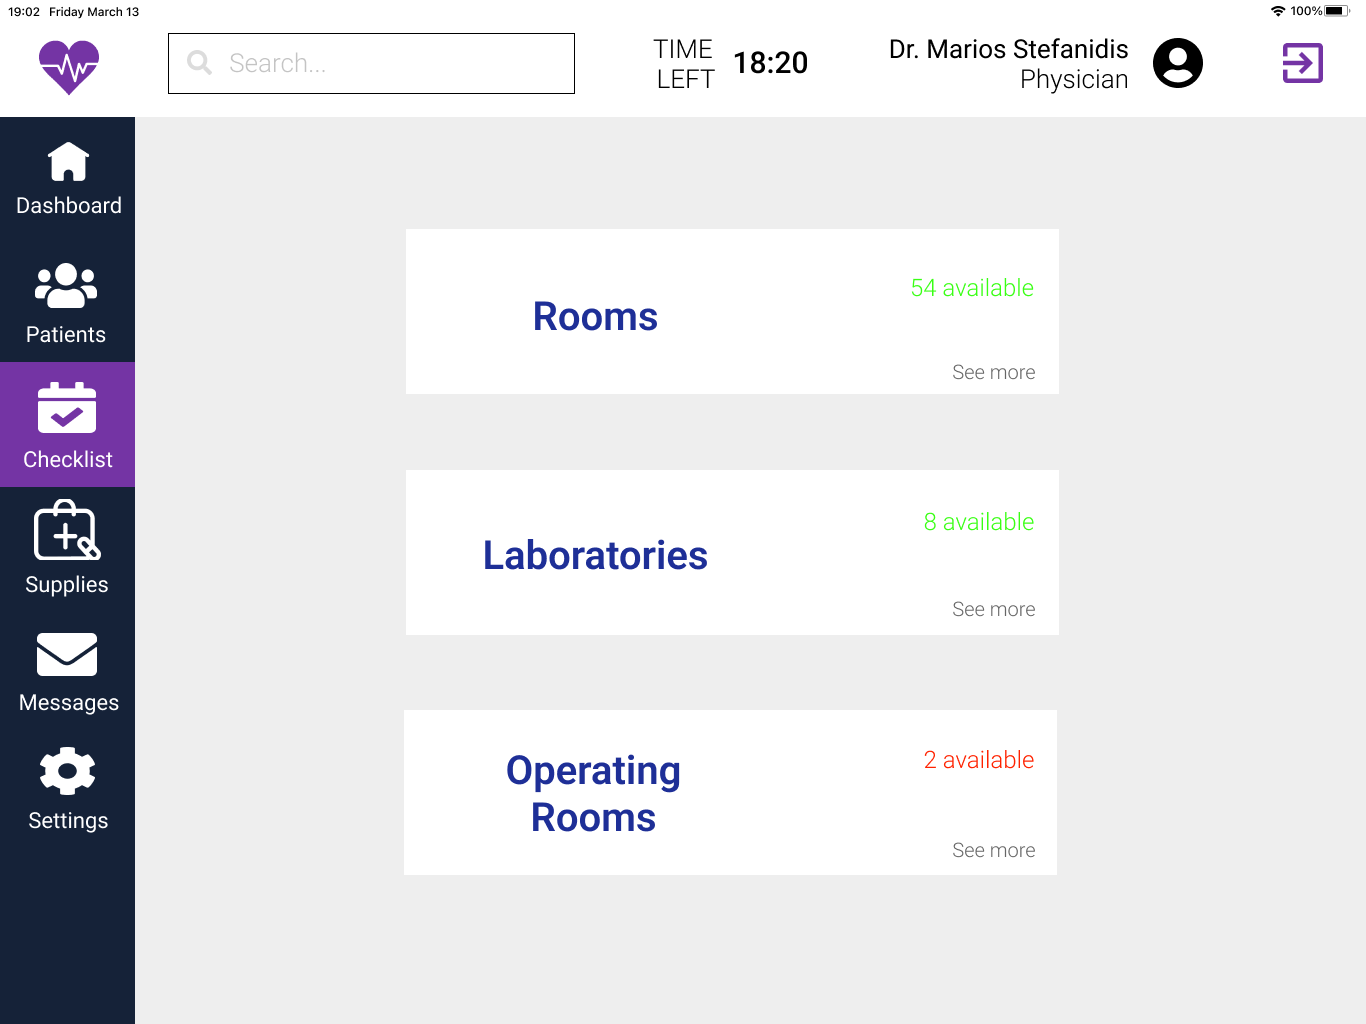 19:02 Friday March 13
100%
Search...
TIME
LEFT
18:20
Dr. Marios Stefanidis
Physician
Dashboard
Patients
Checklist
Supplies
Messages
Settings
Rooms
54 available
See more
Laboratories
8 available
See more
Operating
Rooms
2 available
See more